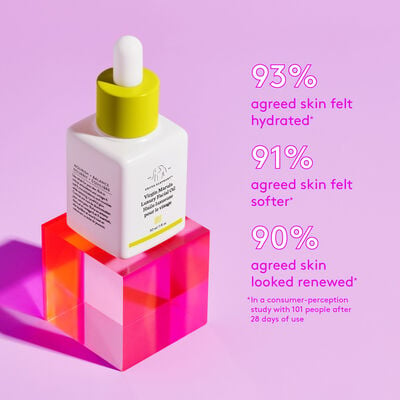 93%
agreed skin felt
hydrated*
91%
agreed skin felt
softer*
90%
agreed skin
looked renewed*
*In a consumer-perception
study with 101 people after
28 days of use
Virgin Marula
Luxury Facial Oil
Huile luxueuse
pour le visage